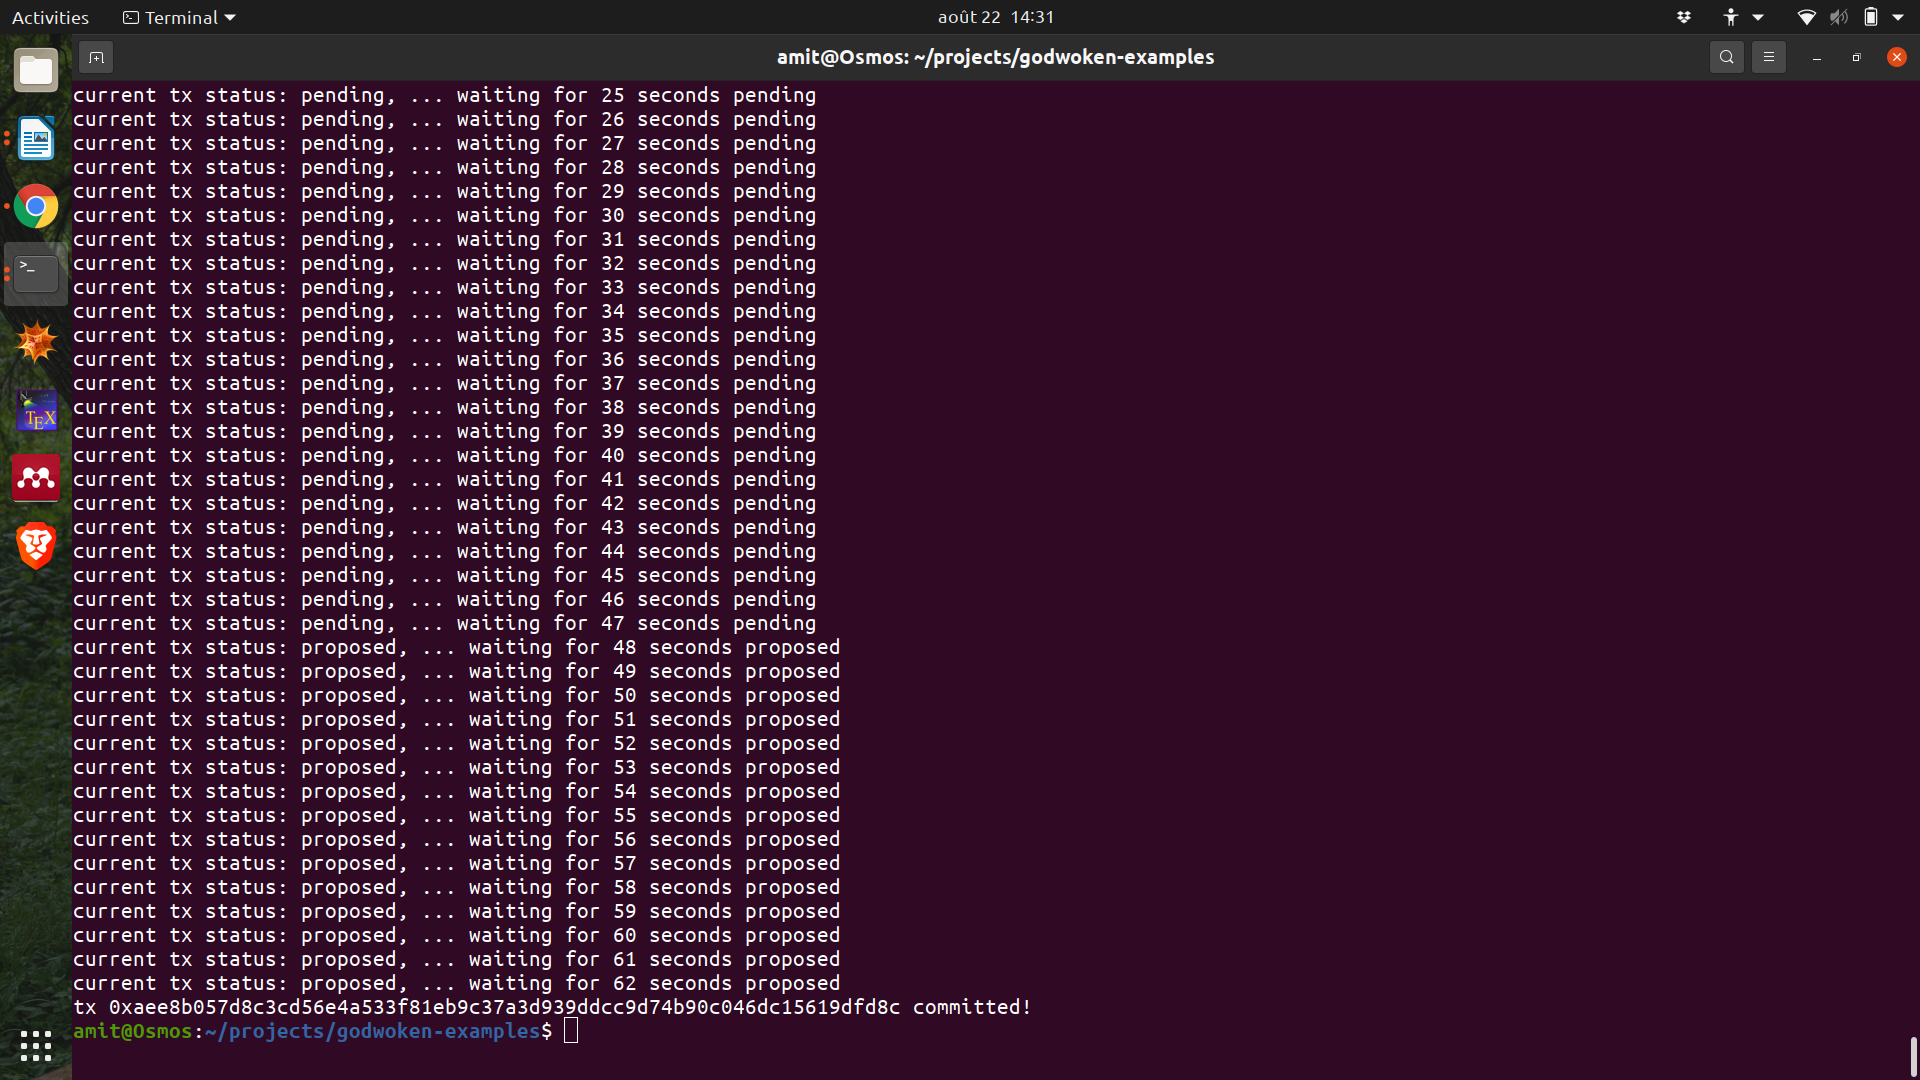 Activities
Terminal
août 22 14:31
amit@Osmos: ~/projects/godwoken-examples
current tx status: pending, ... waiting for 25 seconds pending
current tx status: pending, ... waiting for 26 seconds pending
current tx status: pending, ... waiting for 27 seconds pending
current tx status: pending, ... waiting for 28 seconds pending
current tx status: pending, ... waiting for 29 seconds pending
current tx status: pending, ... waiting for 30 seconds pending
current tx status: pending, ... waiting for 31 seconds pending
current tx status: pending, ... waiting for 32 seconds pending
current tx status: pending, ... waiting for 33 seconds pending
current tx status: pending, ... waiting for 34 seconds pending
current tx status: pending, ... waiting for 35 seconds pending
current tx status: pending, ... waiting for 36 seconds pending
current tx status: pending, ... waiting for 37 seconds pending
current tx status: pending, ... waiting for 38 seconds pending
current tx status: pending, ... waiting for 39 seconds pending
current tx status: pending, ... waiting for 40 seconds pending
current tx status: pending, ... waiting for 41 seconds pending
current tx status: pending, ... waiting for 42 seconds pending
current tx status: pending, ... waiting for 43 seconds pending
current tx status: pending, ... waiting for 44 seconds pending
current tx status: pending, ... waiting for 45 seconds pending
current tx status: pending, ... waiting for 46 seconds pending
current tx status: pending, ... waiting for 47 seconds pending
current tx status: proposed, ... waiting for 48 seconds proposed
current tx status: proposed, ... waiting for 49 seconds proposed
current tx status: proposed, ... waiting for 50 seconds proposed
current tx status: proposed, ... waiting for 51 seconds proposed
current tx status: proposed, ... waiting for 52 seconds proposed
current tx status: proposed, ... waiting for 53 seconds proposed
current tx status: proposed, ... waiting for 54 seconds proposed
current tx status: proposed, ... waiting for 55 seconds proposed
current tx status: proposed, ... waiting for 56 seconds proposed
current tx status: proposed, ... waiting for 57 seconds proposed
current tx status: proposed, ... waiting for 58 seconds proposed
current tx status: proposed, ... waiting for 59 seconds proposed
current tx status: proposed, ... waiting for 60 seconds proposed
current tx status: proposed, ... waiting for 61 seconds proposed
current tx status: proposed, ... waiting for 62 seconds proposed
tx 0xaee8b057d8c3cd56e4a533f81eb9c37a3d939ddcc9d74b90c046dc15619dfd8c committed!
amit@Osmos:~/projects/godwoken-examples$
TEX